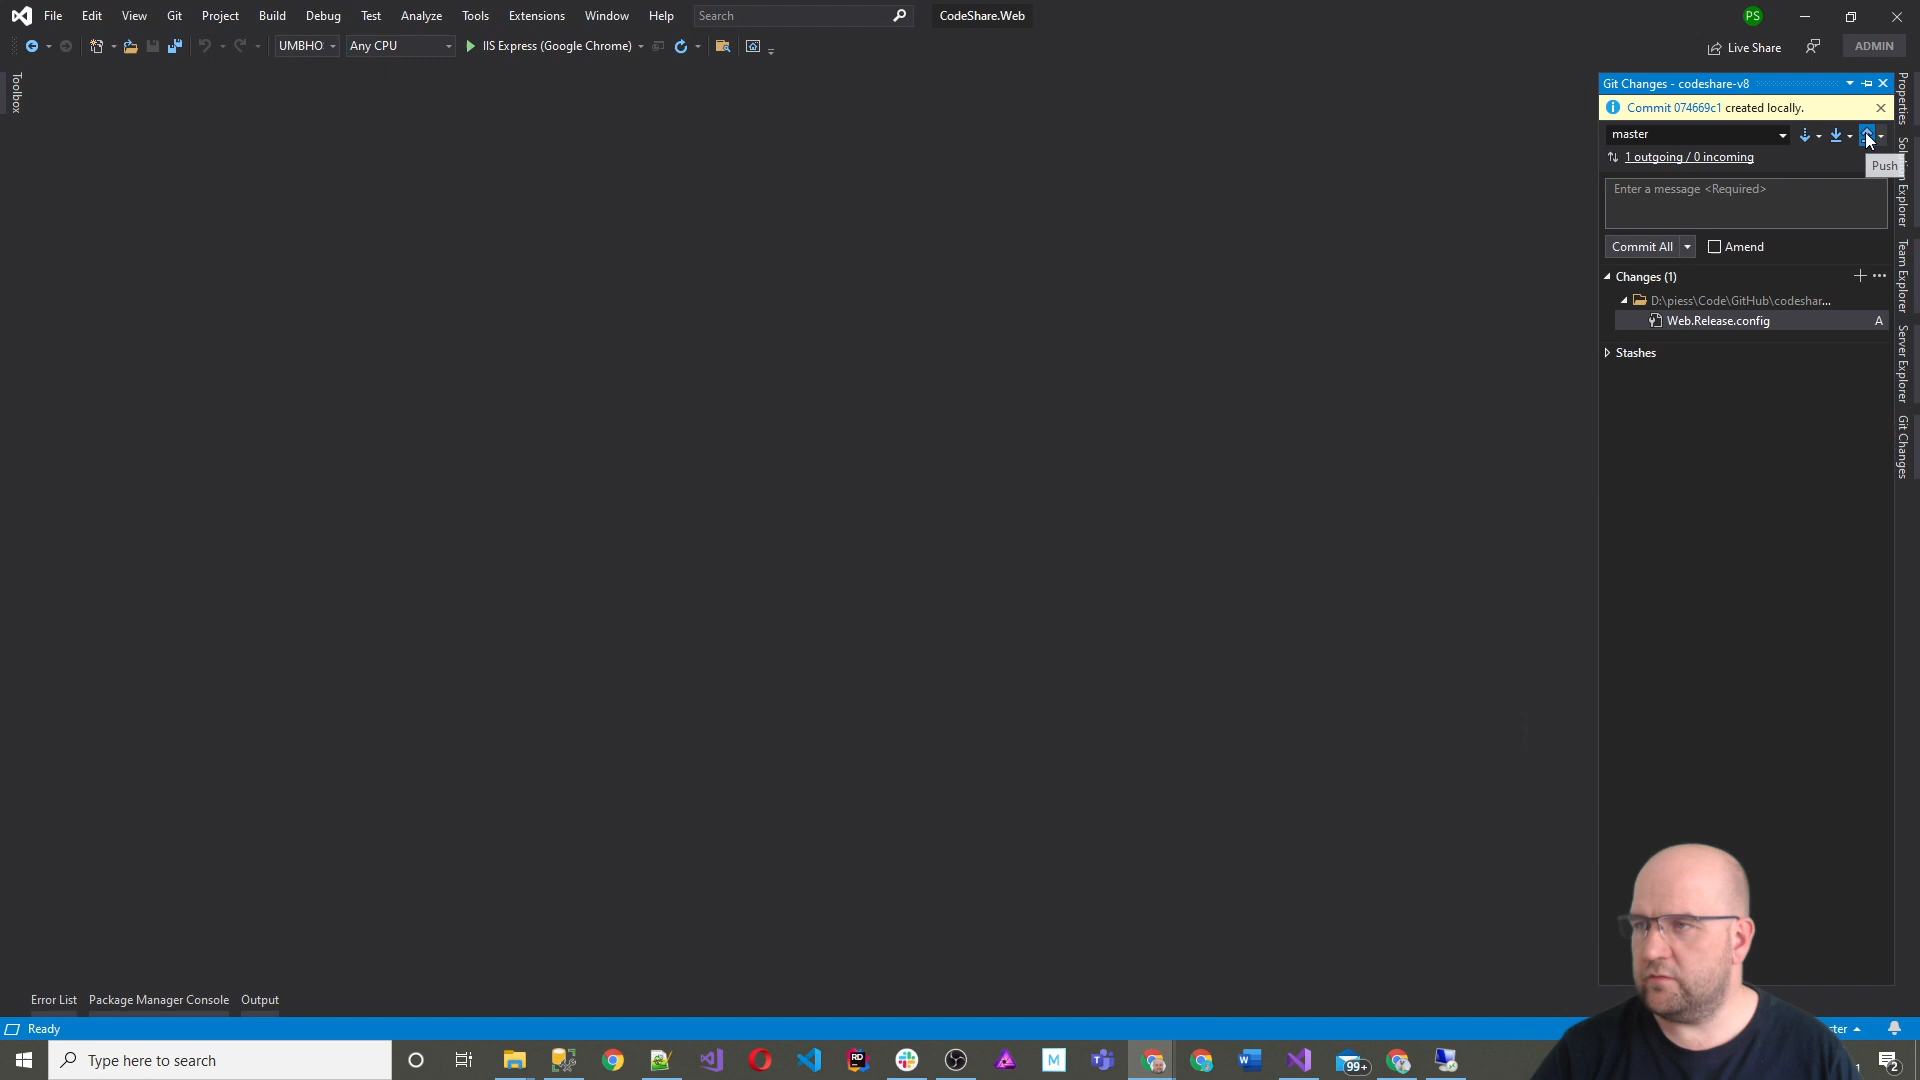 File Edit View Git Project Build Debug Test Analyze Tools Extensions Window Help Search CodeShare.Web PS
UMBHO Any CPU IIS Express (Google Chrome) Live Share ADMIN
Toolbox
Git Changes - codeshare-v8
Commit 074669c1 created locally.
master
1 outgoing / 0 incoming
Push
Enter a message <Required>
Commit All Amend
Changes (1)
D:\piess\Code\GitHub\codeshar...
Web.Release.config A
Stashes
Properties
Solution Explorer
Team Explorer
Server Explorer
Git Changes
Error List Package Manager Console Output
Ready
Type here to search
RD
M
T
W
99+
2